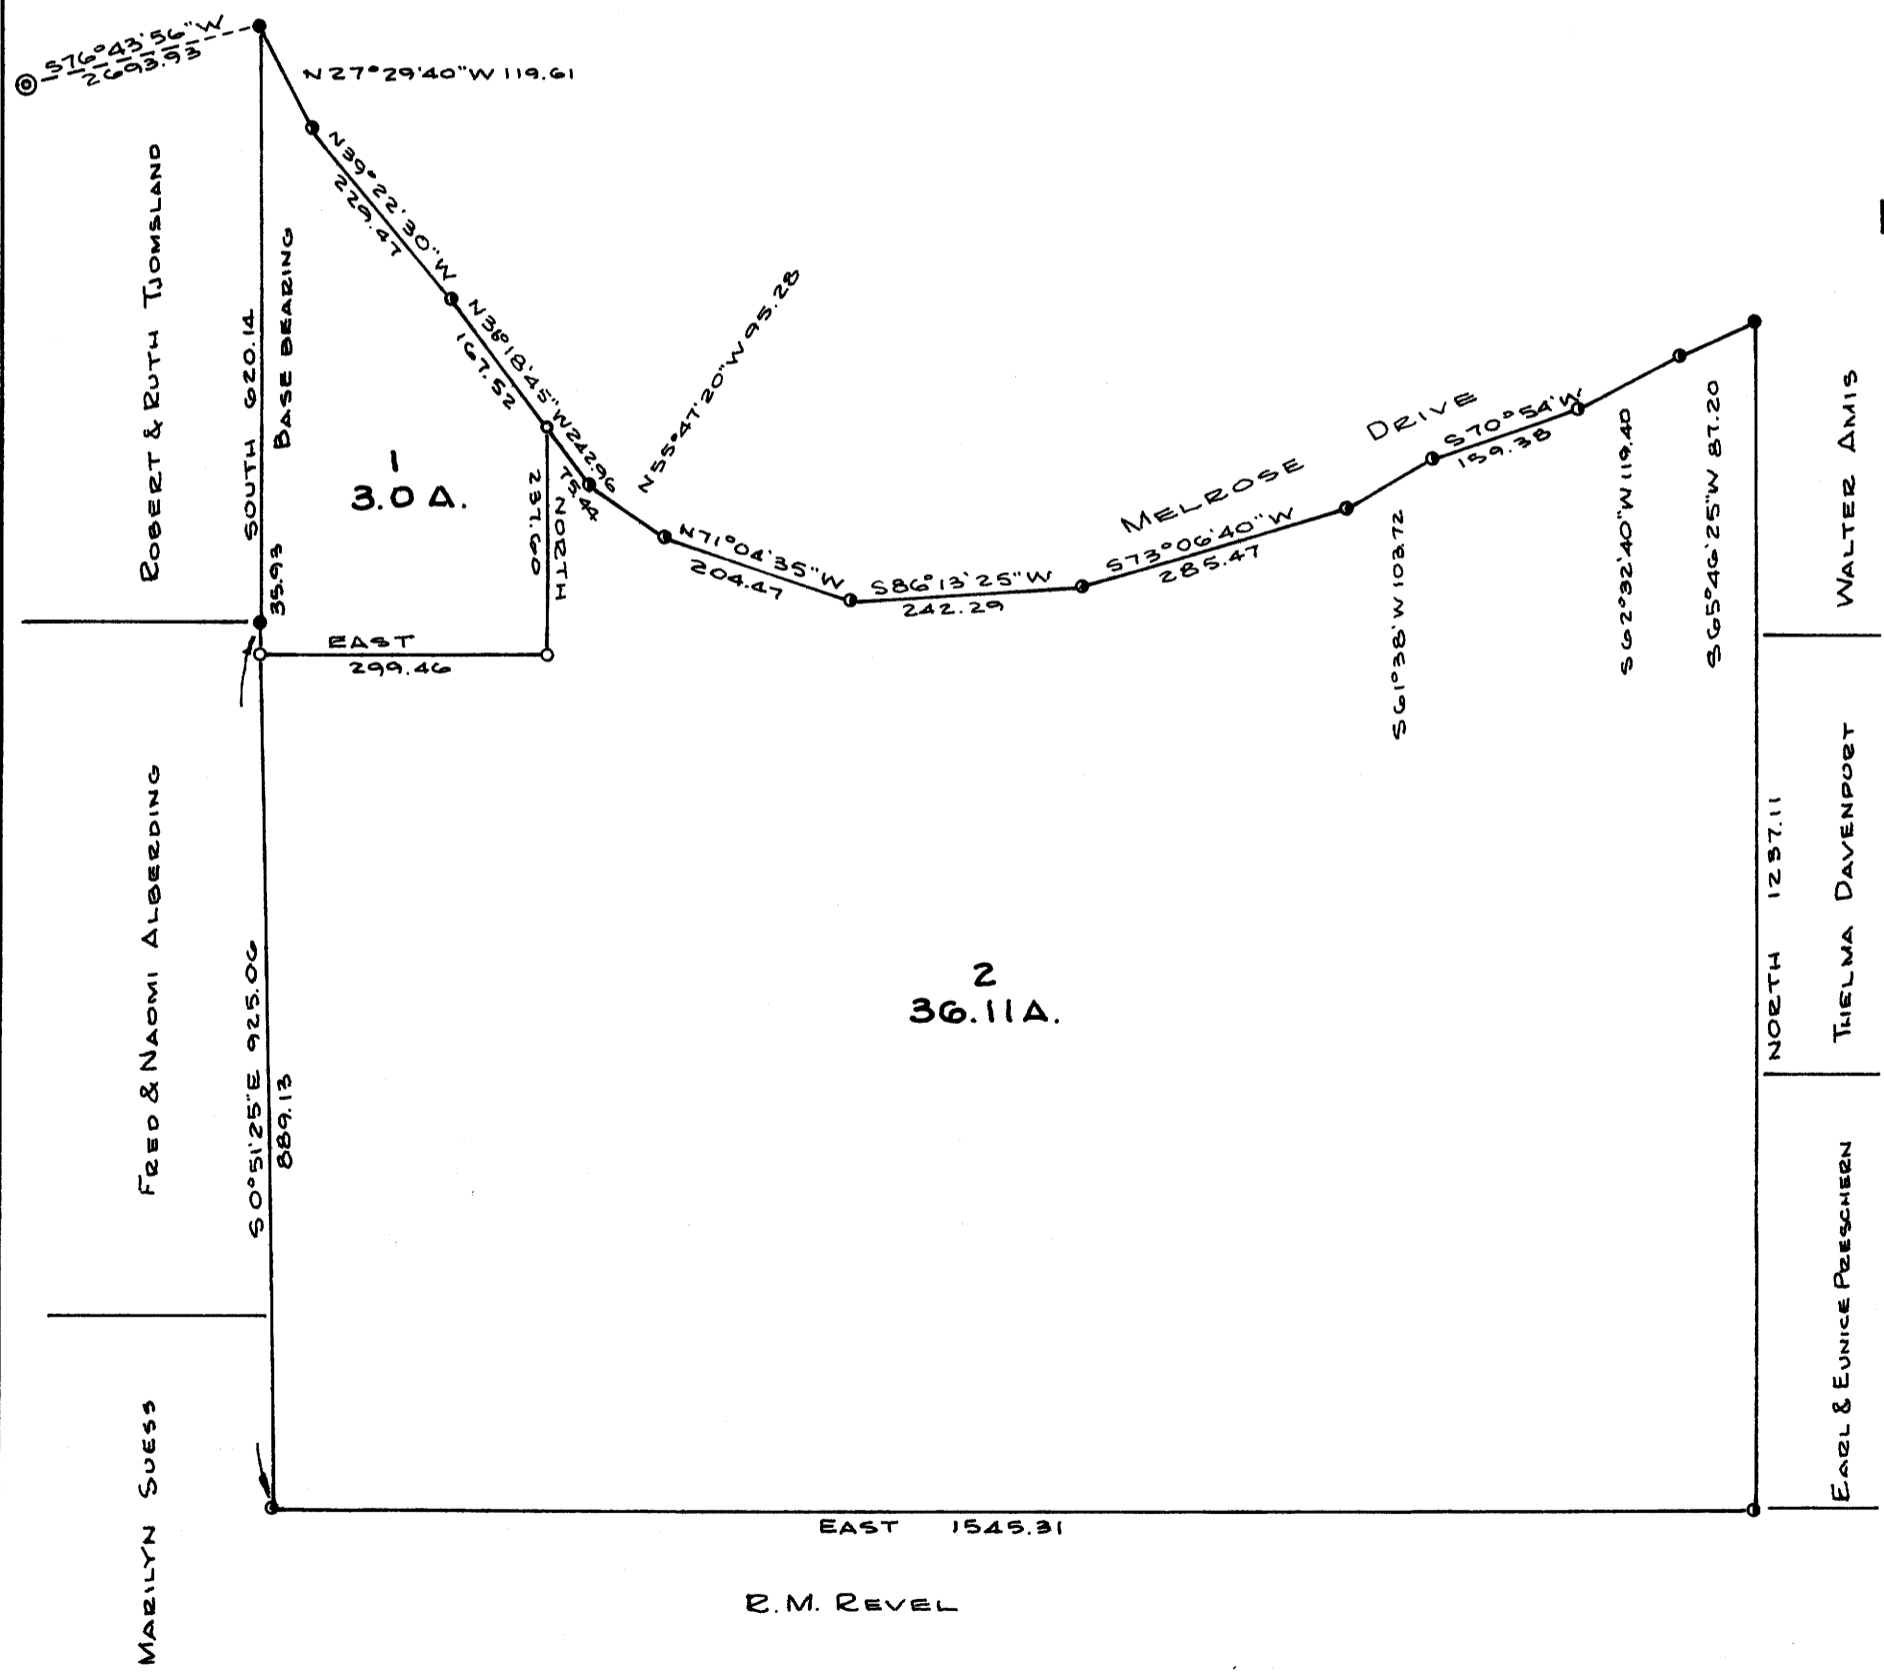 S76°43'56"W
2693.93
N27°29'40"W 119.61
N39°22'30"W
229.47
ROBERT & RUTH TJOMSLAND
SOUTH 620.14
BASE BEARING
N36°18'45"W 242.96
167.52
75.44
N55°47'20"W 95.28
1
3.0 A.
237.60
NORTH
35.93
EAST
299.46
N71°04'35"W
204.47
S86°13'25"W
242.29
MELROSE DRIVE
S73°06'40"W
285.47
S61°38'W 103.72
S70°54'W
159.38
S62°32'40"W 119.40
S65°46'25"W 87.20
WALTER AMIS
THELMA DAVENPORT
NORTH 1237.11
EARL & EUNICE PRESCHERN
FRED & NAOMI ALBERDING
S0°51'25"E 925.06
889.13
2
36.11 A.
MARILYN SUESS
EAST 1545.31
R.M. REVEL